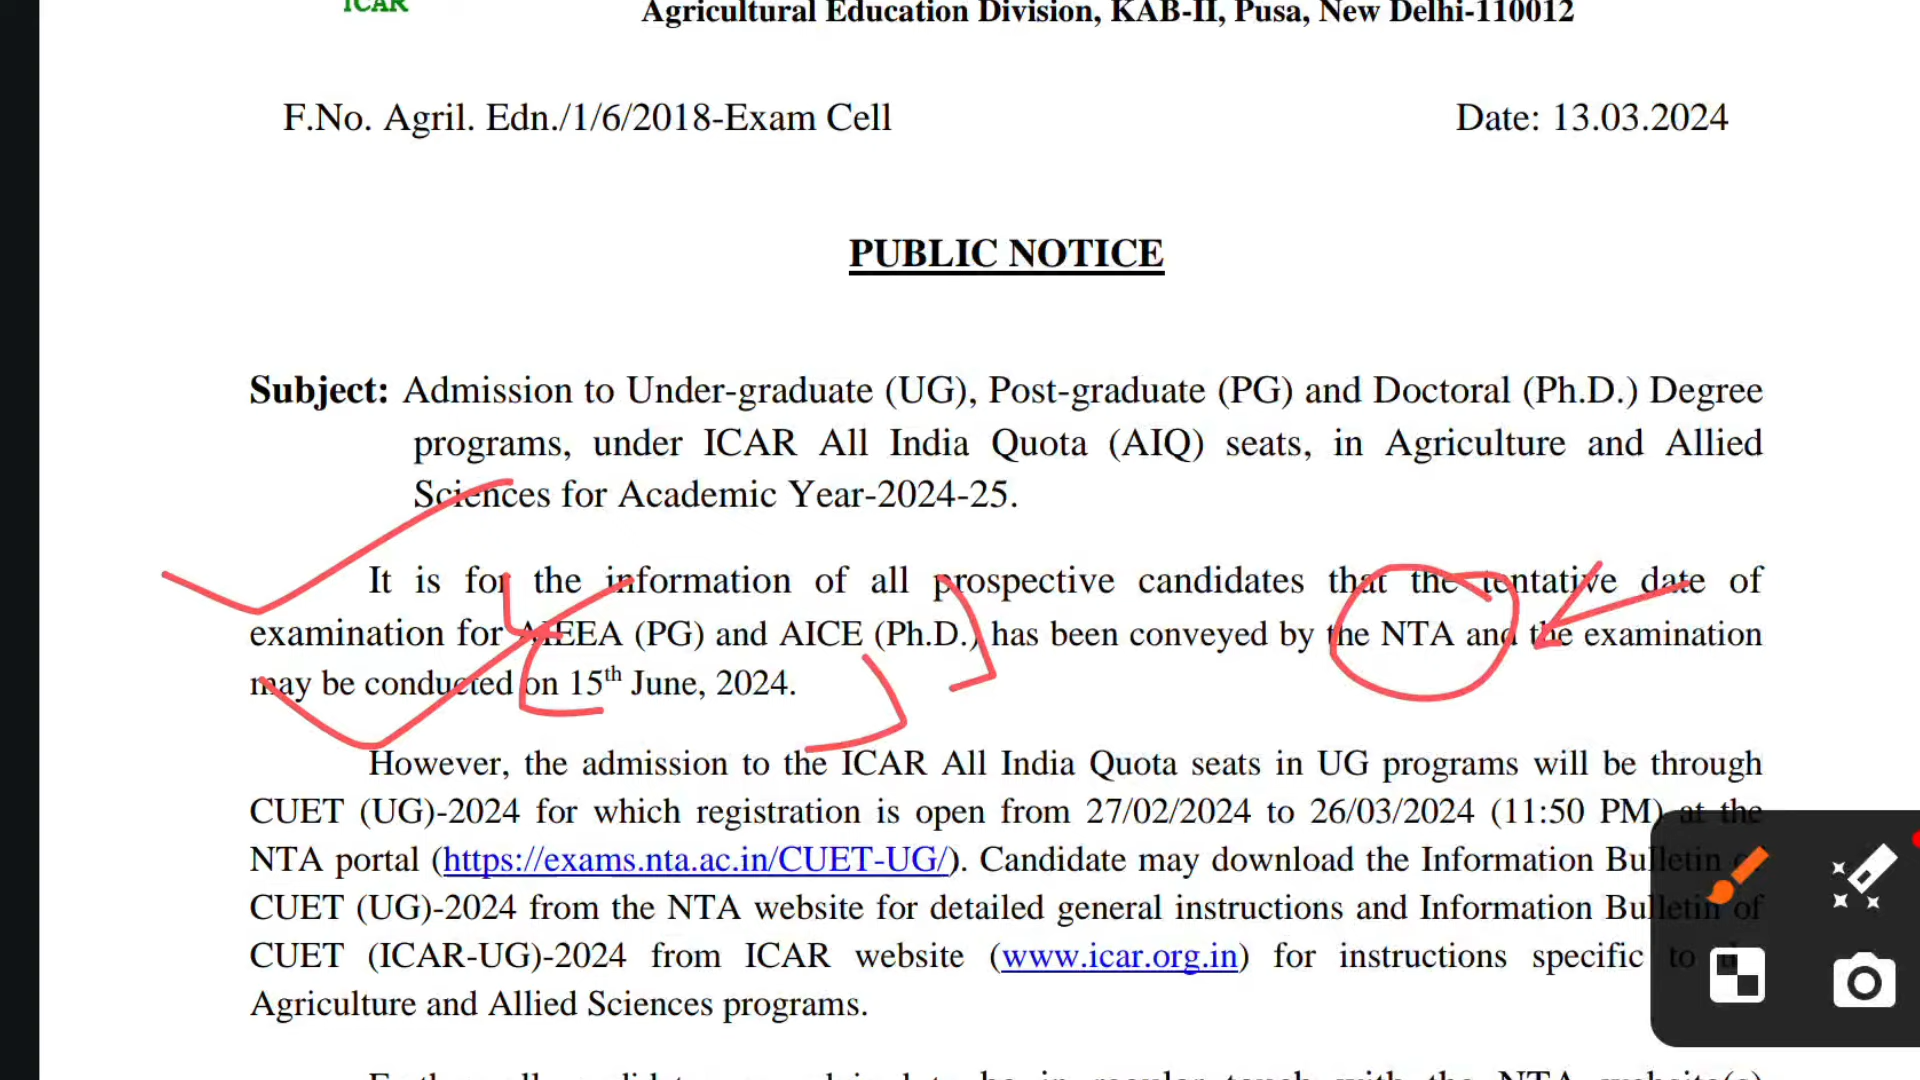 ICAR
Agricultural Education Division, KAB-II, Pusa, New Delhi-110012
F.No. Agril. Edn./1/6/2018-Exam Cell
Date: 13.03.2024
PUBLIC NOTICE
Subject: Admission to Under-graduate (UG), Post-graduate (PG) and Doctoral (Ph.D.) Degree
programs, under ICAR All India Quota (AIQ) seats, in Agriculture and Allied
Sciences for Academic Year-2024-25.
It is for the information of all prospective candidates that the tentative date of
examination for AIEEA (PG) and AICE (Ph.D.) has been conveyed by the NTA and the examination
may be conducted on 15th June, 2024.
However, the admission to the ICAR All India Quota seats in UG programs will be through
CUET (UG)-2024 for which registration is open from 27/02/2024 to 26/03/2024 (11:50 PM) at the
NTA portal (https://exams.nta.ac.in/CUET-UG/). Candidate may download the Information Bulletin of
CUET (UG)-2024 from the NTA website for detailed general instructions and Information Bulletin of
CUET (ICAR-UG)-2024 from ICAR website (www.icar.org.in) for instructions specific to the
Agriculture and Allied Sciences programs.
be in regular touch with the NTA website(s)